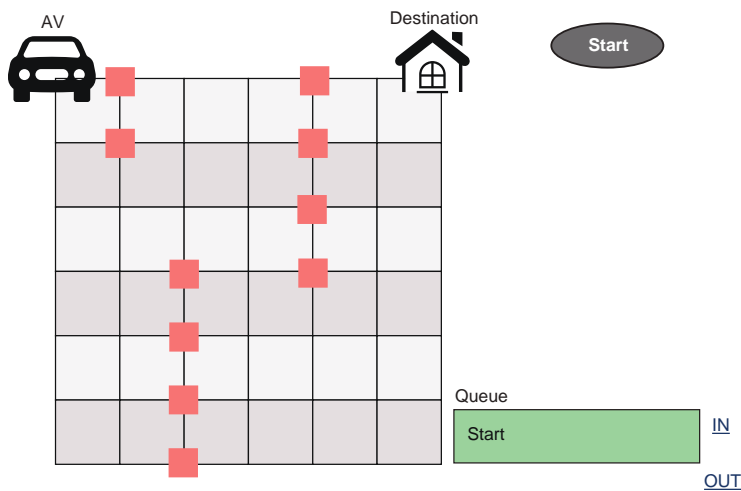 AV
Destination
Start
Queue
Start
IN
OUT